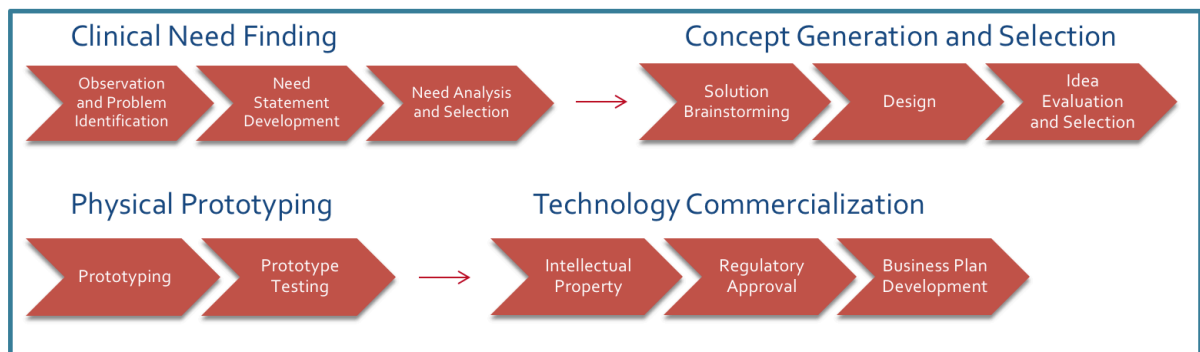 Clinical Need Finding
Observation
and Problem
Identification
Need
Statement
Development
Need Analysis
and Selection
Concept Generation and Selection
Solution
Brainstorming
Design
Idea
Evaluation
and Selection
Physical Prototyping
Prototyping
Prototype
Testing
Technology Commercialization
Intellectual
Property
Regulatory
Approval
Business Plan
Development